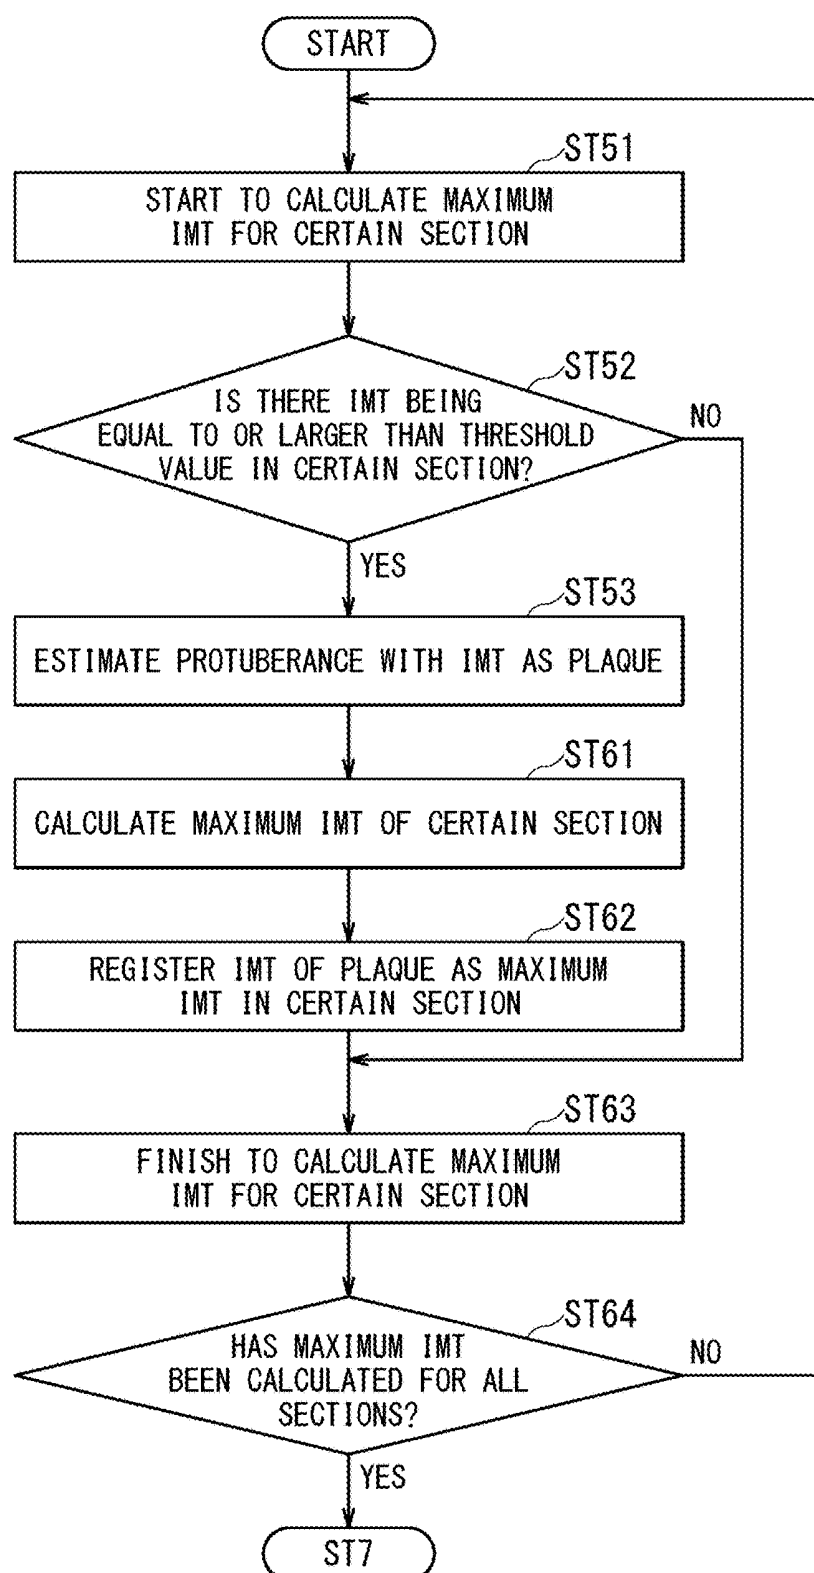 START
ST51
START TO CALCULATE MAXIMUM
IMT FOR CERTAIN SECTION
ST52
IS THERE IMT BEING
EQUAL TO OR LARGER THAN THRESHOLD
VALUE IN CERTAIN SECTION?
NO
YES
ST53
ESTIMATE PROTUBERANCE WITH IMT AS PLAQUE
ST61
CALCULATE MAXIMUM IMT OF CERTAIN SECTION
ST62
REGISTER IMT OF PLAQUE AS MAXIMUM
IMT IN CERTAIN SECTION
ST63
FINISH TO CALCULATE MAXIMUM
IMT FOR CERTAIN SECTION
ST64
HAS MAXIMUM IMT
BEEN CALCULATED FOR ALL
SECTIONS?
NO
YES
ST7